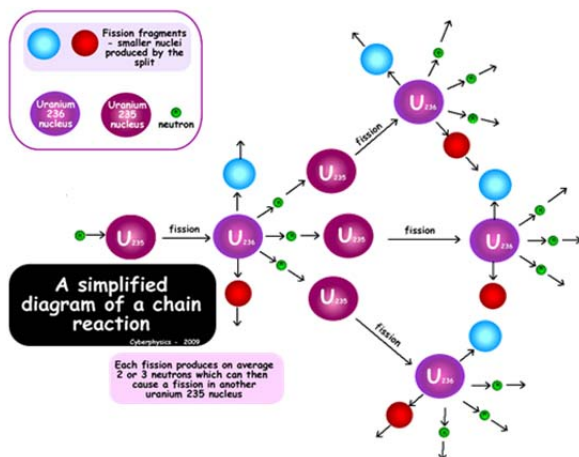 Fission fragments
- smaller nuclei
produced by the
split
Uranium
236
nucleus
Uranium
235
nucleus
neutron
U236
fission
U235
U235
U236
fission
U236
fission
U235
U235
fission
U236
A simplified
diagram of a chain
reaction
Cyberphysics - 2009
Each fission produces on average
2 or 3 neutrons which can then
cause a fission in another
uranium 235 nucleus
U235
fission
U236